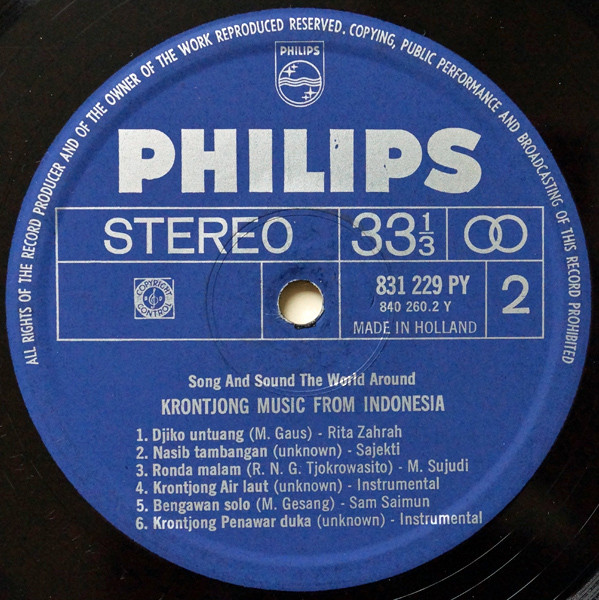 ALL RIGHTS OF THE RECORD PRODUCER AND OF THE OWNER OF THE WORK REPRODUCED RESERVED. COPYING, PUBLIC PERFORMANCE AND BROADCASTING OF THIS RECORD PROHIBITED
PHILIPS
PHILIPS
STEREO 33 1/3
COPYRIGHT CONTROL
831 229 PY 2
840 260.2 Y
MADE IN HOLLAND
Song And Sound The World Around
KRONTJONG MUSIC FROM INDONESIA
1. Djiko untuang (M. Gaus) - Rita Zahrah
2. Nasib tambangan (unknown) - Sajekti
3. Ronda malam (R. N. G. Tjokrowasito) - M. Sujudi
4. Krontjong Air laut (unknown) - Instrumental
5. Bengawan solo (M. Gesang) - Sam Saimun
6. Krontjong Penawar duka (unknown) - Instrumental